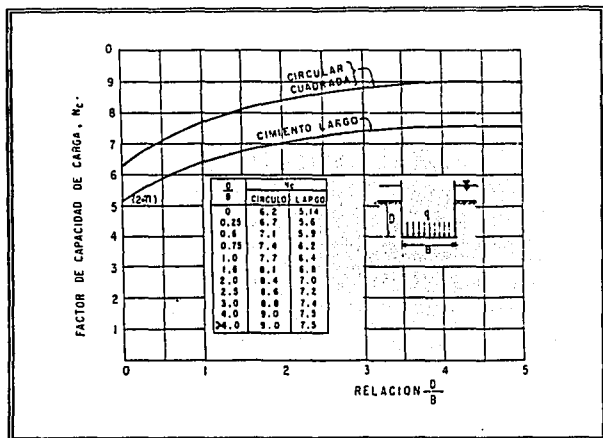 FACTOR DE CAPACIDAD DE CARGA, Nc.
0
9
8
7
6
5
4
3
2
1
0 1 2 3 4 5
RELACION D/B
CIRCULAR
CUADRADA
CIMIENTO LARGO
D/B Nc
CIRCULO LARGO
0 6.2 5.14
0.25 6.7 5.6
0.5 7.1 5.9
0.75 7.4 6.2
1.0 7.7 6.4
1.5 8.1 6.8
2.0 8.4 7.0
2.5 8.6 7.2
3.0 8.8 7.4
4.0 9.0 7.5
>4.0 9.0 7.5
q
D
B